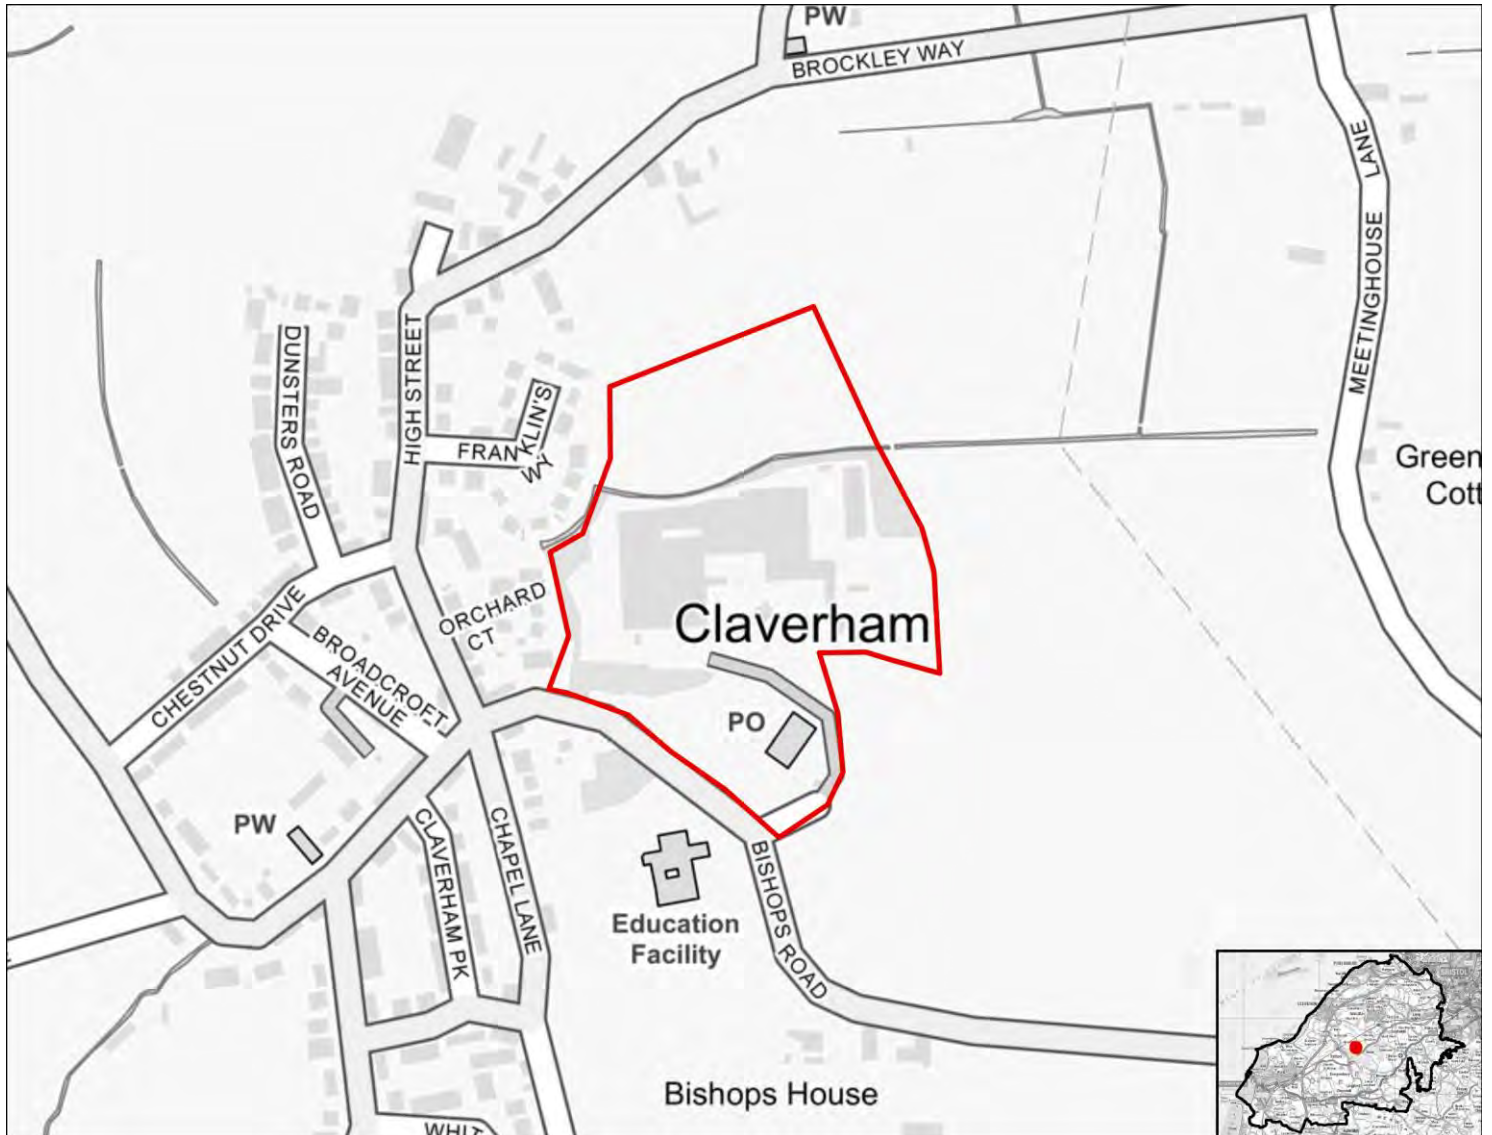 PW
BROCKLEY WAY
MEETINGHOUSE LANE
DUNSTERS ROAD
HIGH STREET
FRANKLIN'S
WY
Green
Cott
ORCHARD
CT
Claverham
CHESTNUT DRIVE
BROADCROFT
AVENUE
PO
PW
CLAVERHAM PK
CHAPEL LANE
BISHOPS ROAD
Education
Facility
Bishops House
WHIT
BRISTOL